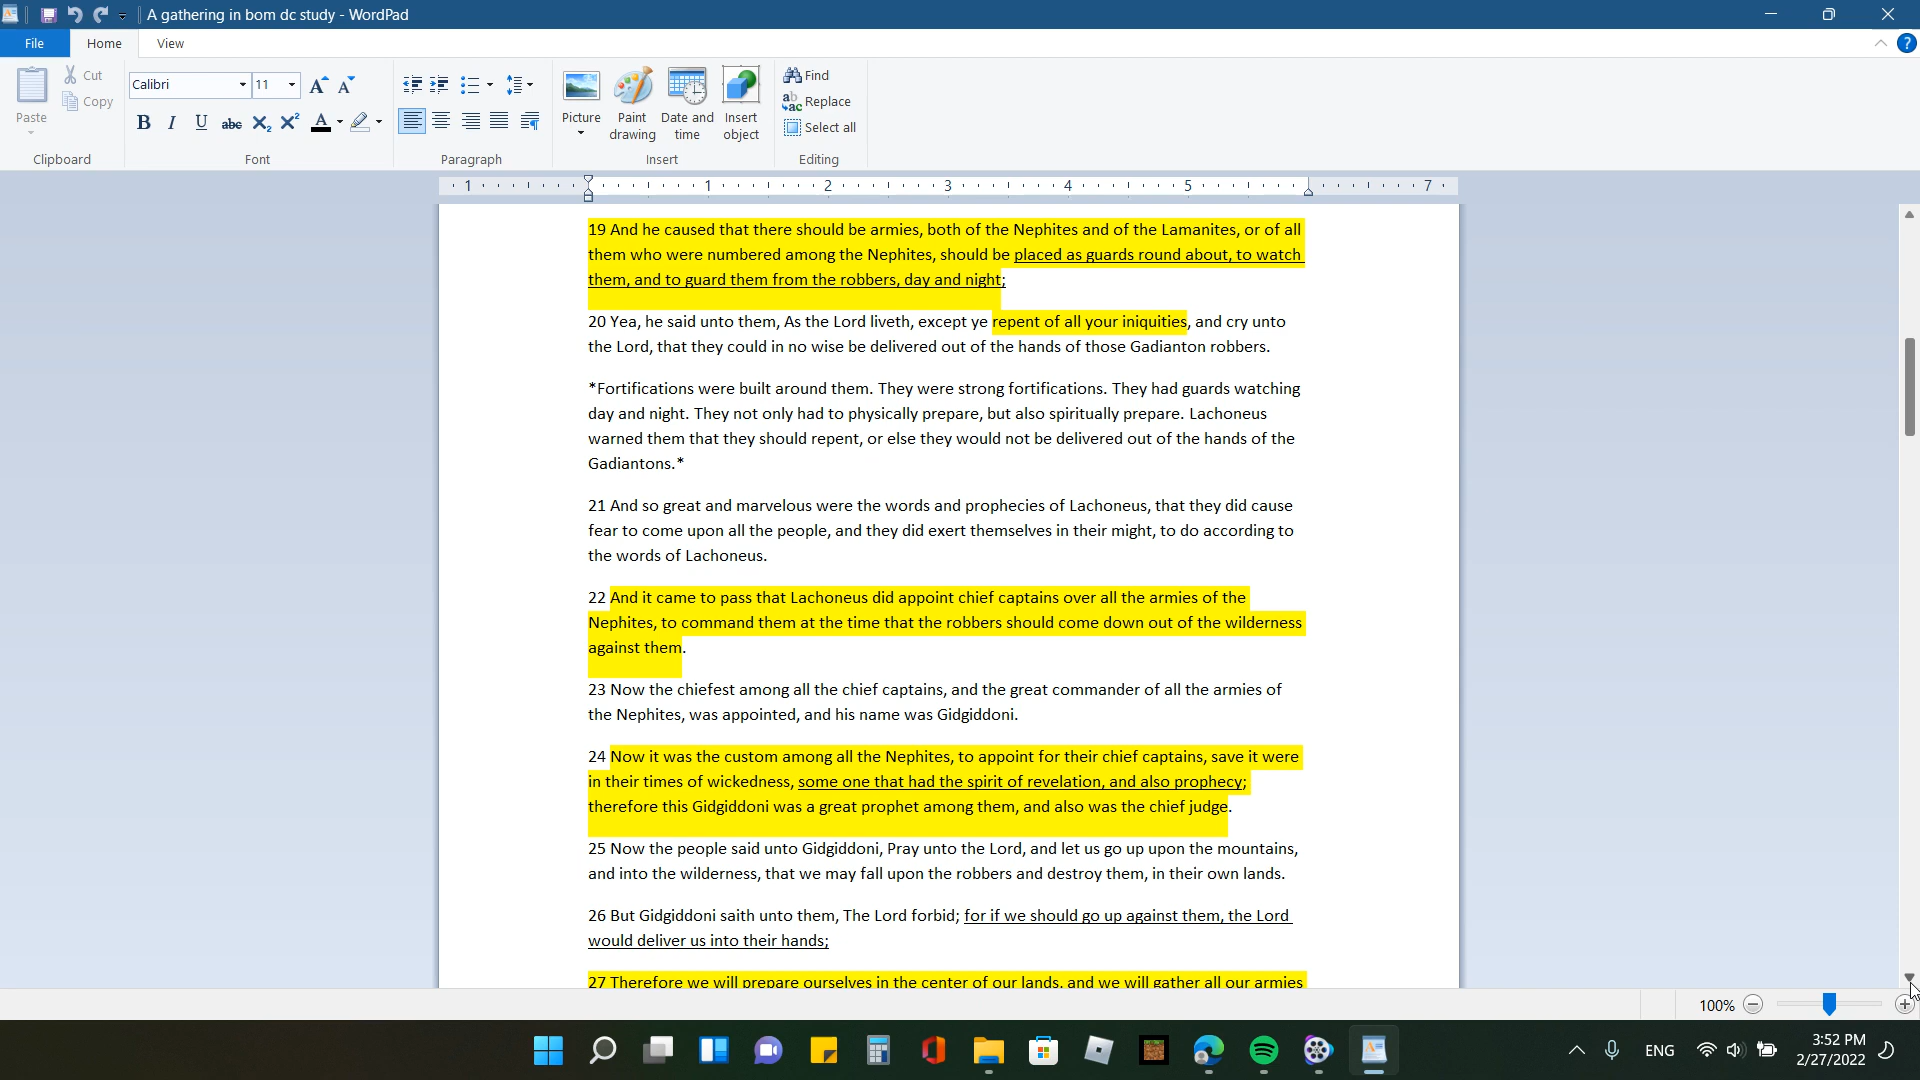 A gathering in bom dc study - WordPad
File
Home
View
Paste
Cut
Copy
Clipboard
Calibri
11
B I U abc X₂ X² A
Font
Paragraph
Picture
Paint drawing
Date and time
Insert object
Insert
Find
Replace
Select all
Editing
1 1 2 3 4 5 7
19 And he caused that there should be armies, both of the Nephites and of the Lamanites, or of all
them who were numbered among the Nephites, should be placed as guards round about, to watch
them, and to guard them from the robbers, day and night;
20 Yea, he said unto them, As the Lord liveth, except ye repent of all your iniquities, and cry unto
the Lord, that they could in no wise be delivered out of the hands of those Gadianton robbers.
*Fortifications were built around them. They were strong fortifications. They had guards watching
day and night. They not only had to physically prepare, but also spiritually prepare. Lachoneus
warned them that they should repent, or else they would not be delivered out of the hands of the
Gadiantons.*
21 And so great and marvelous were the words and prophecies of Lachoneus, that they did cause
fear to come upon all the people, and they did exert themselves in their might, to do according to
the words of Lachoneus.
22 And it came to pass that Lachoneus did appoint chief captains over all the armies of the
Nephites, to command them at the time that the robbers should come down out of the wilderness
against them.
23 Now the chiefest among all the chief captains, and the great commander of all the armies of
the Nephites, was appointed, and his name was Gidgiddoni.
24 Now it was the custom among all the Nephites, to appoint for their chief captains, save it were
in their times of wickedness, some one that had the spirit of revelation, and also prophecy;
therefore this Gidgiddoni was a great prophet among them, and also was the chief judge.
25 Now the people said unto Gidgiddoni, Pray unto the Lord, and let us go up upon the mountains,
and into the wilderness, that we may fall upon the robbers and destroy them, in their own lands.
26 But Gidgiddoni saith unto them, The Lord forbid; for if we should go up against them, the Lord
would deliver us into their hands;
27 Therefore we will prepare ourselves in the center of our lands, and we will gather all our armies
100%
ENG
3:52 PM
2/27/2022